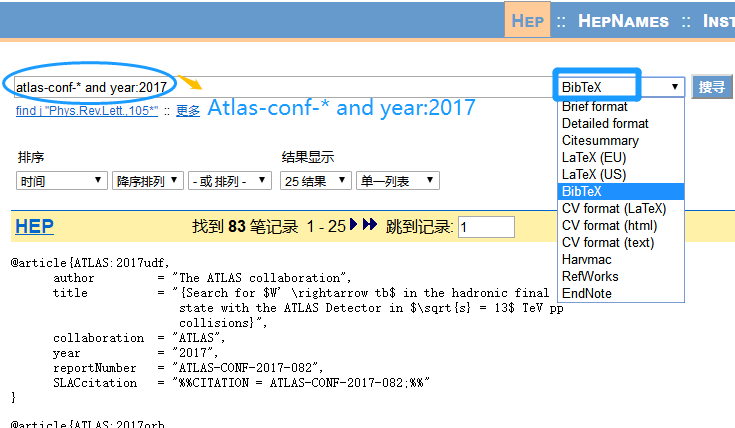 HEP :: HEPNAMES :: INST
atlas-conf-* and year:2017
BibTeX
搜寻
find j "Phys.Rev.Lett.,105*" :: 更多
Atlas-conf-* and year:2017
Brief format
Detailed format
Citesummary
LaTeX (EU)
LaTeX (US)
BibTeX
CV format (LaTeX)
CV format (html)
CV format (text)
Harvmac
RefWorks
EndNote
排序
结果显示
时间
降序排列
- 或 排列 -
25 结果
单一列表
HEP
找到 83 笔记录 1 - 25
跳到记录: 1
@article{ATLAS:2017udf,
author = "The ATLAS collaboration",
title = "{Search for $W' \rightarrow tb$ in the hadronic final
state with the ATLAS Detector in $\sqrt{s} = 13$ TeV pp
collisions}",
collaboration = "ATLAS",
year = "2017",
reportNumber = "ATLAS-CONF-2017-082",
SLACcitation = "%%CITATION = ATLAS-CONF-2017-082;%%"
}
@article{ATLAS:2017orb,